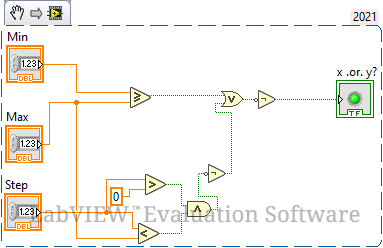 2021
Min
1.23
DBL
x .or. y?
TF
Max
1.23
DBL
Step
1.23
DBL
0
LabVIEW™ Evaluation Software